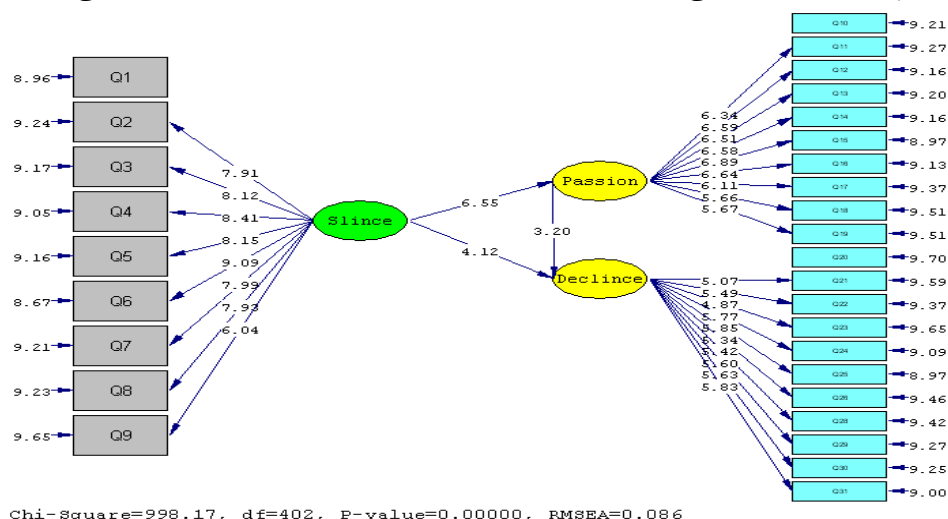 Q10
9.21
Q11
9.27
Q12
9.16
Q13
9.20
Q14
9.16
Q15
8.97
Q16
9.13
Q17
9.37
Q18
9.51
Q19
9.51
Q20
9.70
Q21
9.59
Q22
9.37
Q23
9.65
Q24
9.09
Q25
8.97
Q26
9.46
Q28
9.42
Q29
9.27
Q30
9.25
Q31
9.00
8.96
Q1
9.24
Q2
9.17
Q3
9.05
Q4
9.16
Q5
8.67
Q6
9.21
Q7
9.23
Q8
9.65
Q9
7.91
8.12
8.41
8.15
9.09
7.99
7.93
6.04
Slince
6.55
4.12
Passion
3.20
Declince
6.34
6.59
6.51
6.58
6.89
6.64
6.11
5.66
5.67
5.07
5.49
4.87
5.77
5.85
5.34
5.42
5.60
5.63
5.83
Chi-Square=998.17, df=402, P-value=0.00000, RMSEA=0.086